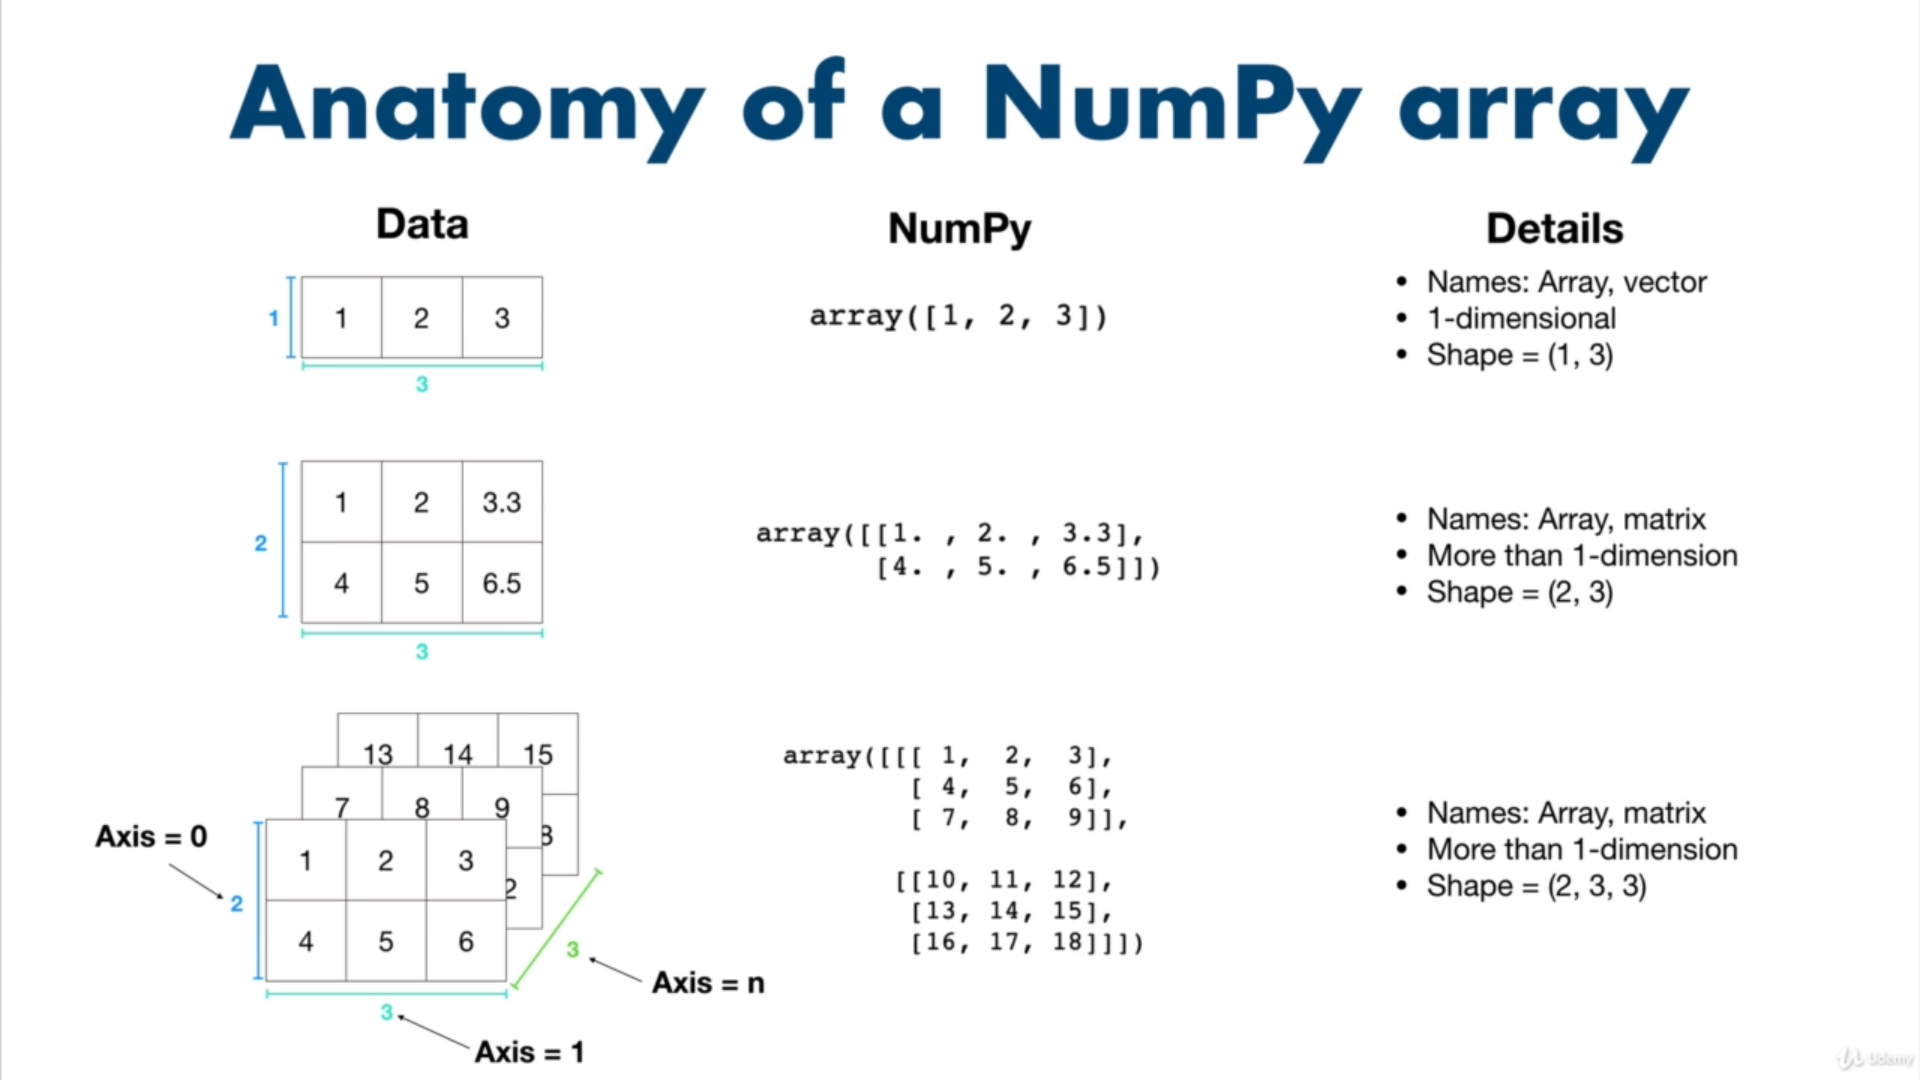 Anatomy of a NumPy array
Data
NumPy
Details
1
1 2 3
3
array([1, 2, 3])
• Names: Array, vector
• 1-dimensional
• Shape = (1, 3)
2
1 2 3.3
4 5 6.5
3
array([[1. , 2. , 3.3],
[4. , 5. , 6.5]])
• Names: Array, matrix
• More than 1-dimension
• Shape = (2, 3)
13 14 15
8
7 8 9
2
1 2 3
4 5 6
Axis = 0
2
3
Axis = n
3
Axis = 1
array([[[ 1, 2, 3],
[ 4, 5, 6],
[ 7, 8, 9]],
[[10, 11, 12],
[13, 14, 15],
[16, 17, 18]]])
• Names: Array, matrix
• More than 1-dimension
• Shape = (2, 3, 3)
Udemy